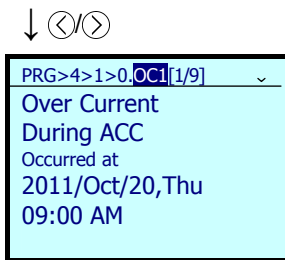 PRG>4>1>0.OC1[1/9]
Over Current
During ACC
Occurred at
2011/Oct/20,Thu
09:00 AM